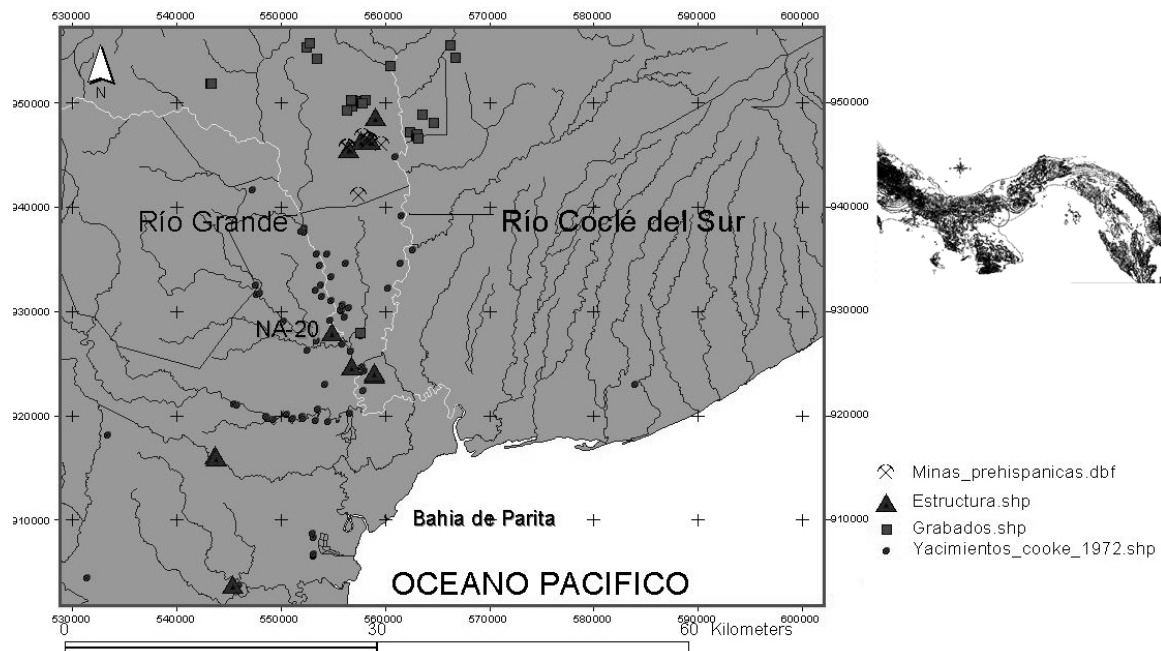 530000 540000 550000 560000 570000 580000 590000 600000
N
950000 950000
940000 940000
Río Grande Río Coclé del Sur
930000 930000
NA-20
920000 920000
Minas_prehispanicas.dbf
Estructura.shp
910000 910000
Bahia de Parita
Grabados.shp
Yacimientos_cooke_1972.shp
OCEANO PACIFICO
530000 540000 550000 560000 570000 580000 590000 600000
0 30 60 Kilometers